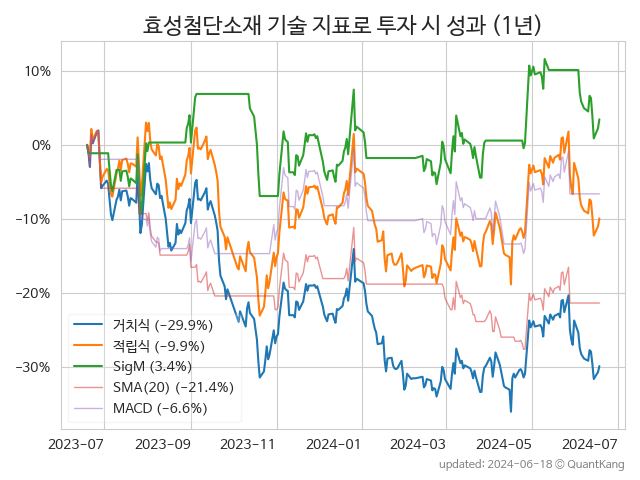 효성첨단소재 기술 지표로 투자 시 성과 (1년)
10%
0%
−10%
−20%
−30%
거치식 (−29.9%)
적립식 (−9.9%)
SigM (3.4%)
SMA(20) (−21.4%)
MACD (−6.6%)
2023−07 2023−09 2023−11 2024−01 2024−03 2024−05 2024−07
updated: 2024−06−18 © QuantKang